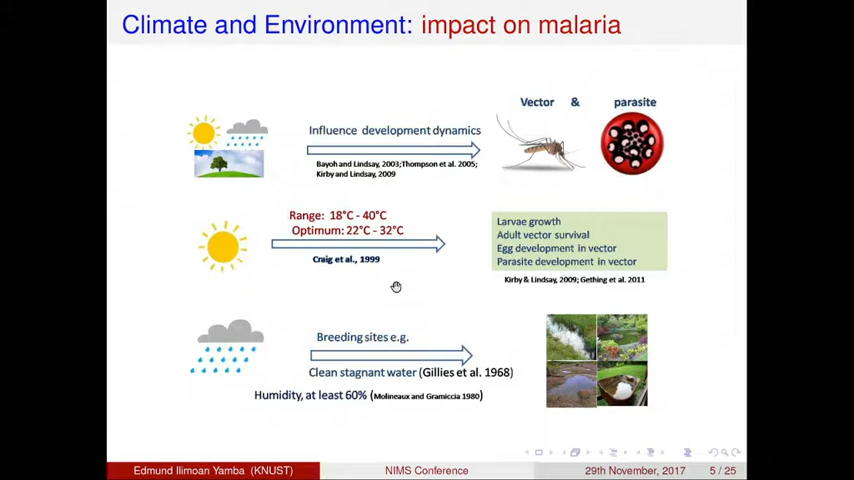 Climate and Environment: impact on malaria
Vector & parasite
Influence development dynamics
Bayoh and Lindsay, 2003;Thompson et al. 2005;
Kirby and Lindsay, 2009
Range: 18°C - 40°C
Optimum: 22°C - 32°C
Craig et al., 1999
Larvae growth
Adult vector survival
Egg development in vector
Parasite development in vector
Kirby & Lindsay, 2009; Gething et al. 2011
Breeding sites e.g.
Clean stagnant water (Gillies et al. 1968)
Humidity, at least 60% (Molineaux and Gramiccia 1980)
Edmund Ilimoan Yamba (KNUST) NIMS Conference 29th November, 2017 5 / 25